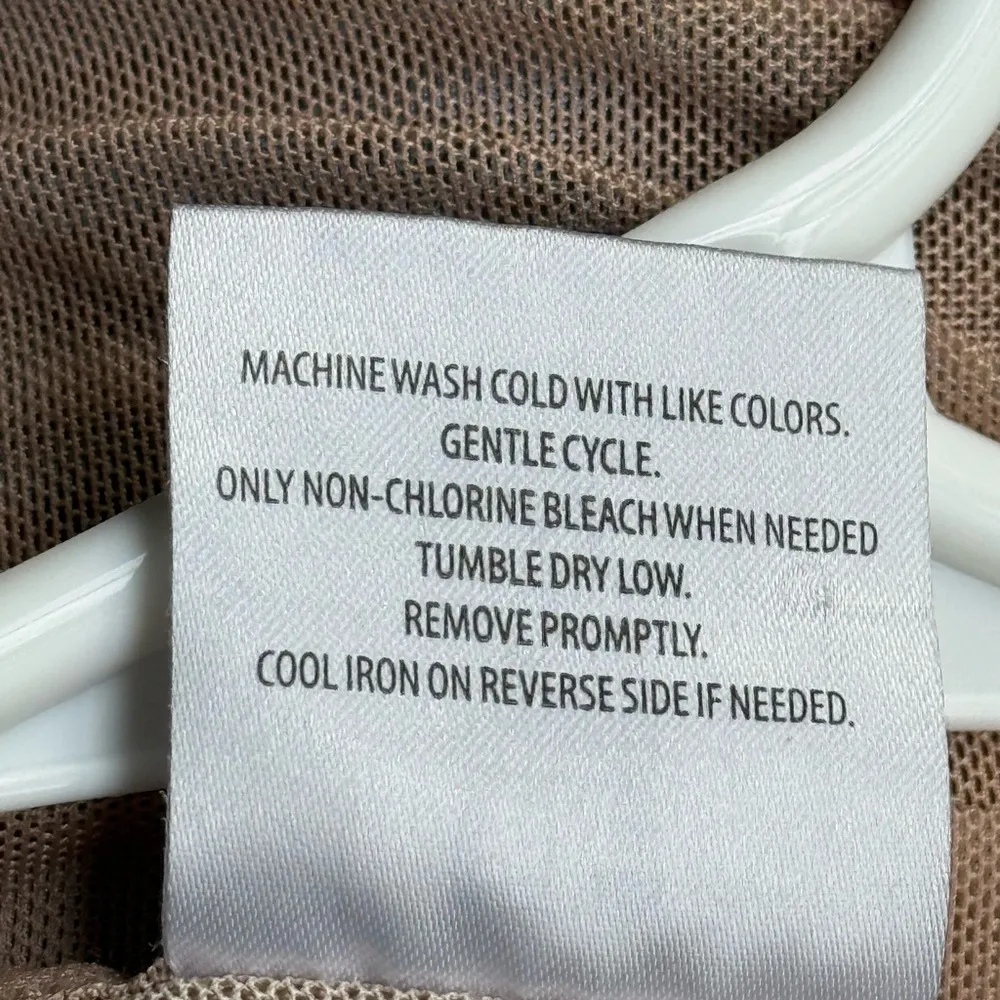 MACHINE WASH COLD WITH LIKE COLORS.
GENTLE CYCLE.
ONLY NON-CHLORINE BLEACH WHEN NEEDED
TUMBLE DRY LOW.
REMOVE PROMPTLY.
COOL IRON ON REVERSE SIDE IF NEEDED.